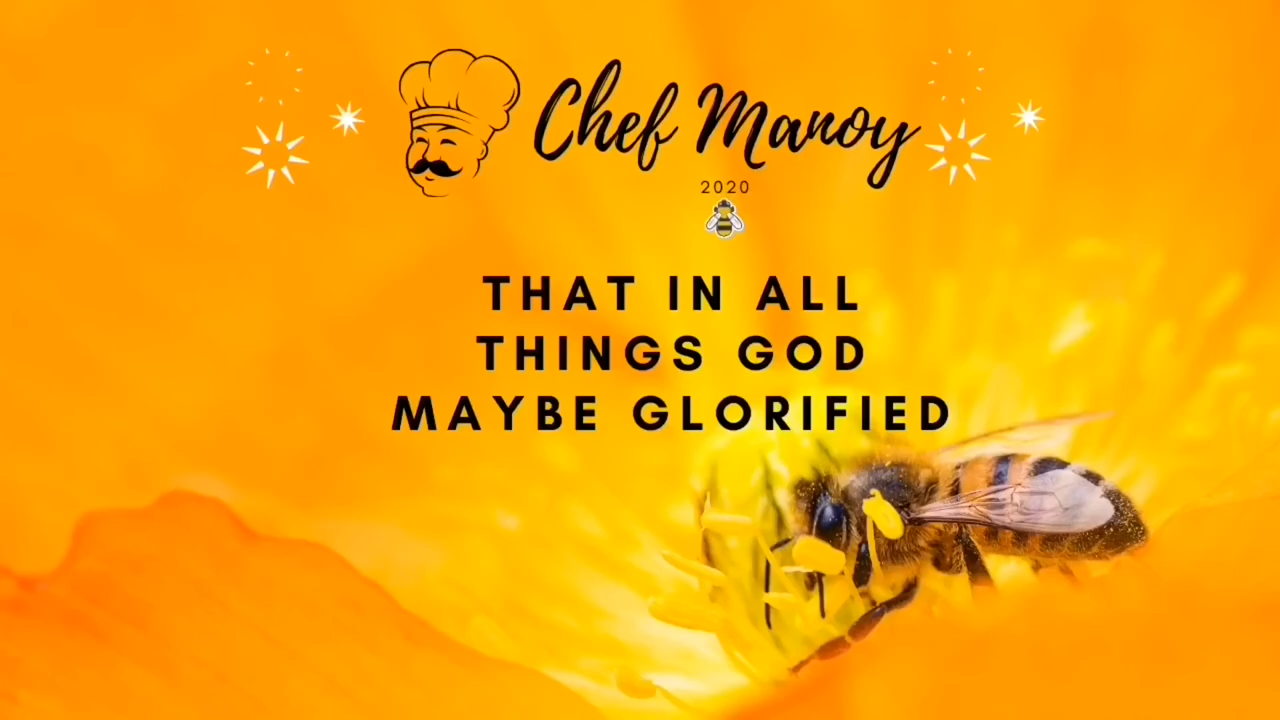 Chef Manoy
2020
THAT IN ALL
THINGS GOD
MAYBE GLORIFIED